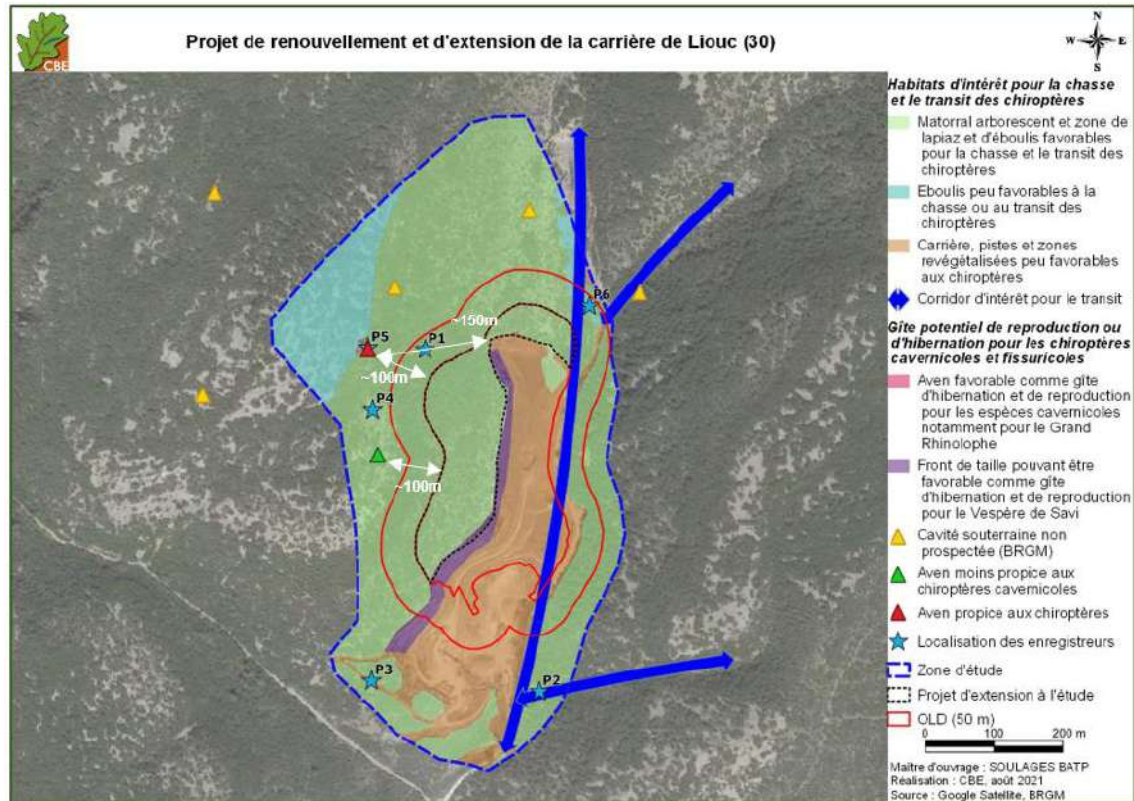 CBE
Projet de renouvellement et d'extension de la carrière de Liouc (30)
N
W E
S
Habitats d'intérêt pour la chasse
et le transit des chiroptères
Matorral arborescent et zone de
lapiaz et d'éboulis favorables
pour la chasse et le transit des
chiroptères
Eboulis peu favorables à la
chasse ou au transit des
chiroptères
Carrière, pistes et zones
revégétalisées peu favorables
aux chiroptères
Corridor d'intérêt pour le transit
Gîte potentiel de reproduction ou
d'hibernation pour les chiroptères
cavernicoles et fissuricoles
Aven favorable comme gîte
d'hibernation et de reproduction
pour les espèces cavernicoles
notamment pour le Grand
Rhinolophe
Front de taille pouvant être
favorable comme gîte
d'hibernation et de reproduction
pour le Vespère de Savi
Cavité souterraine non
prospectée (BRGM)
Aven moins propice aux
chiroptères cavernicoles
Aven propice aux chiroptères
Localisation des enregistreurs
Zone d'étude
Projet d'extension à l'étude
OLD (50 m)
0 100 200 m
Maître d'ouvrage : SOULAGES BATP
Réalisation : CBE, août 2021
Source : Google Satellite, BRGM
P6
~150m
P5
P1
~100m
P4
~100m
P3
P2